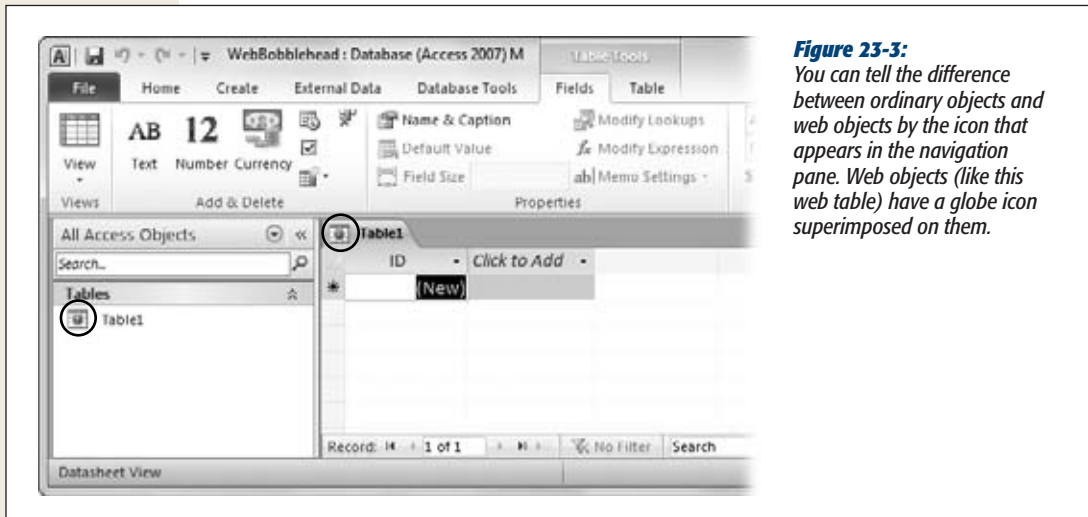 WebBobblehead : Database (Access 2007) M
Table Tools
File Home Create External Data Database Tools Fields Table
View
AB
Text
12
Number
Currency
Name & Caption
Default Value
Field Size
Modify Lookups
Modify Expression
ab| Memo Settings
Views Add & Delete Properties
All Access Objects
Search...
Tables
Table1
Table1
ID Click to Add
(New)
Record: 1 of 1 No Filter Search
Datasheet View
Figure 23-3:
You can tell the difference
between ordinary objects and
web objects by the icon that
appears in the navigation
pane. Web objects (like this
web table) have a globe icon
superimposed on them.